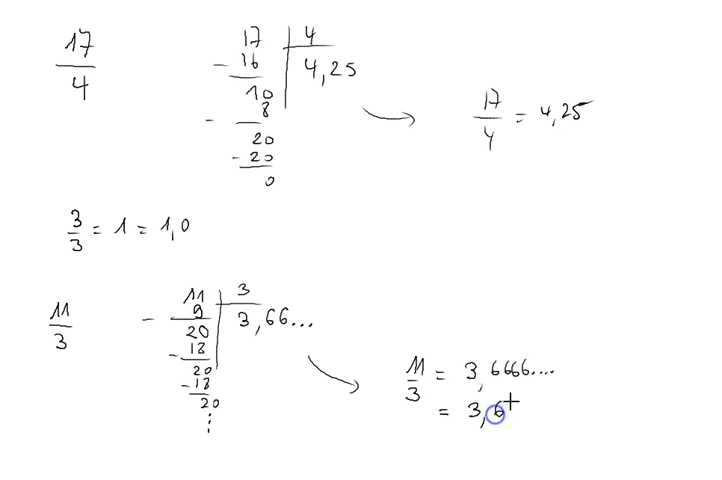 17/4
17 | 4
- 16 | 4,25
10
- 8
20
- 20
0
17/4 = 4,25
3/3 = 1 = 1,0
11/3
11 | 3
- 9 | 3,66...
20
- 18
20
- 18
20
⋮
11/3 = 3,6666....
= 3,6